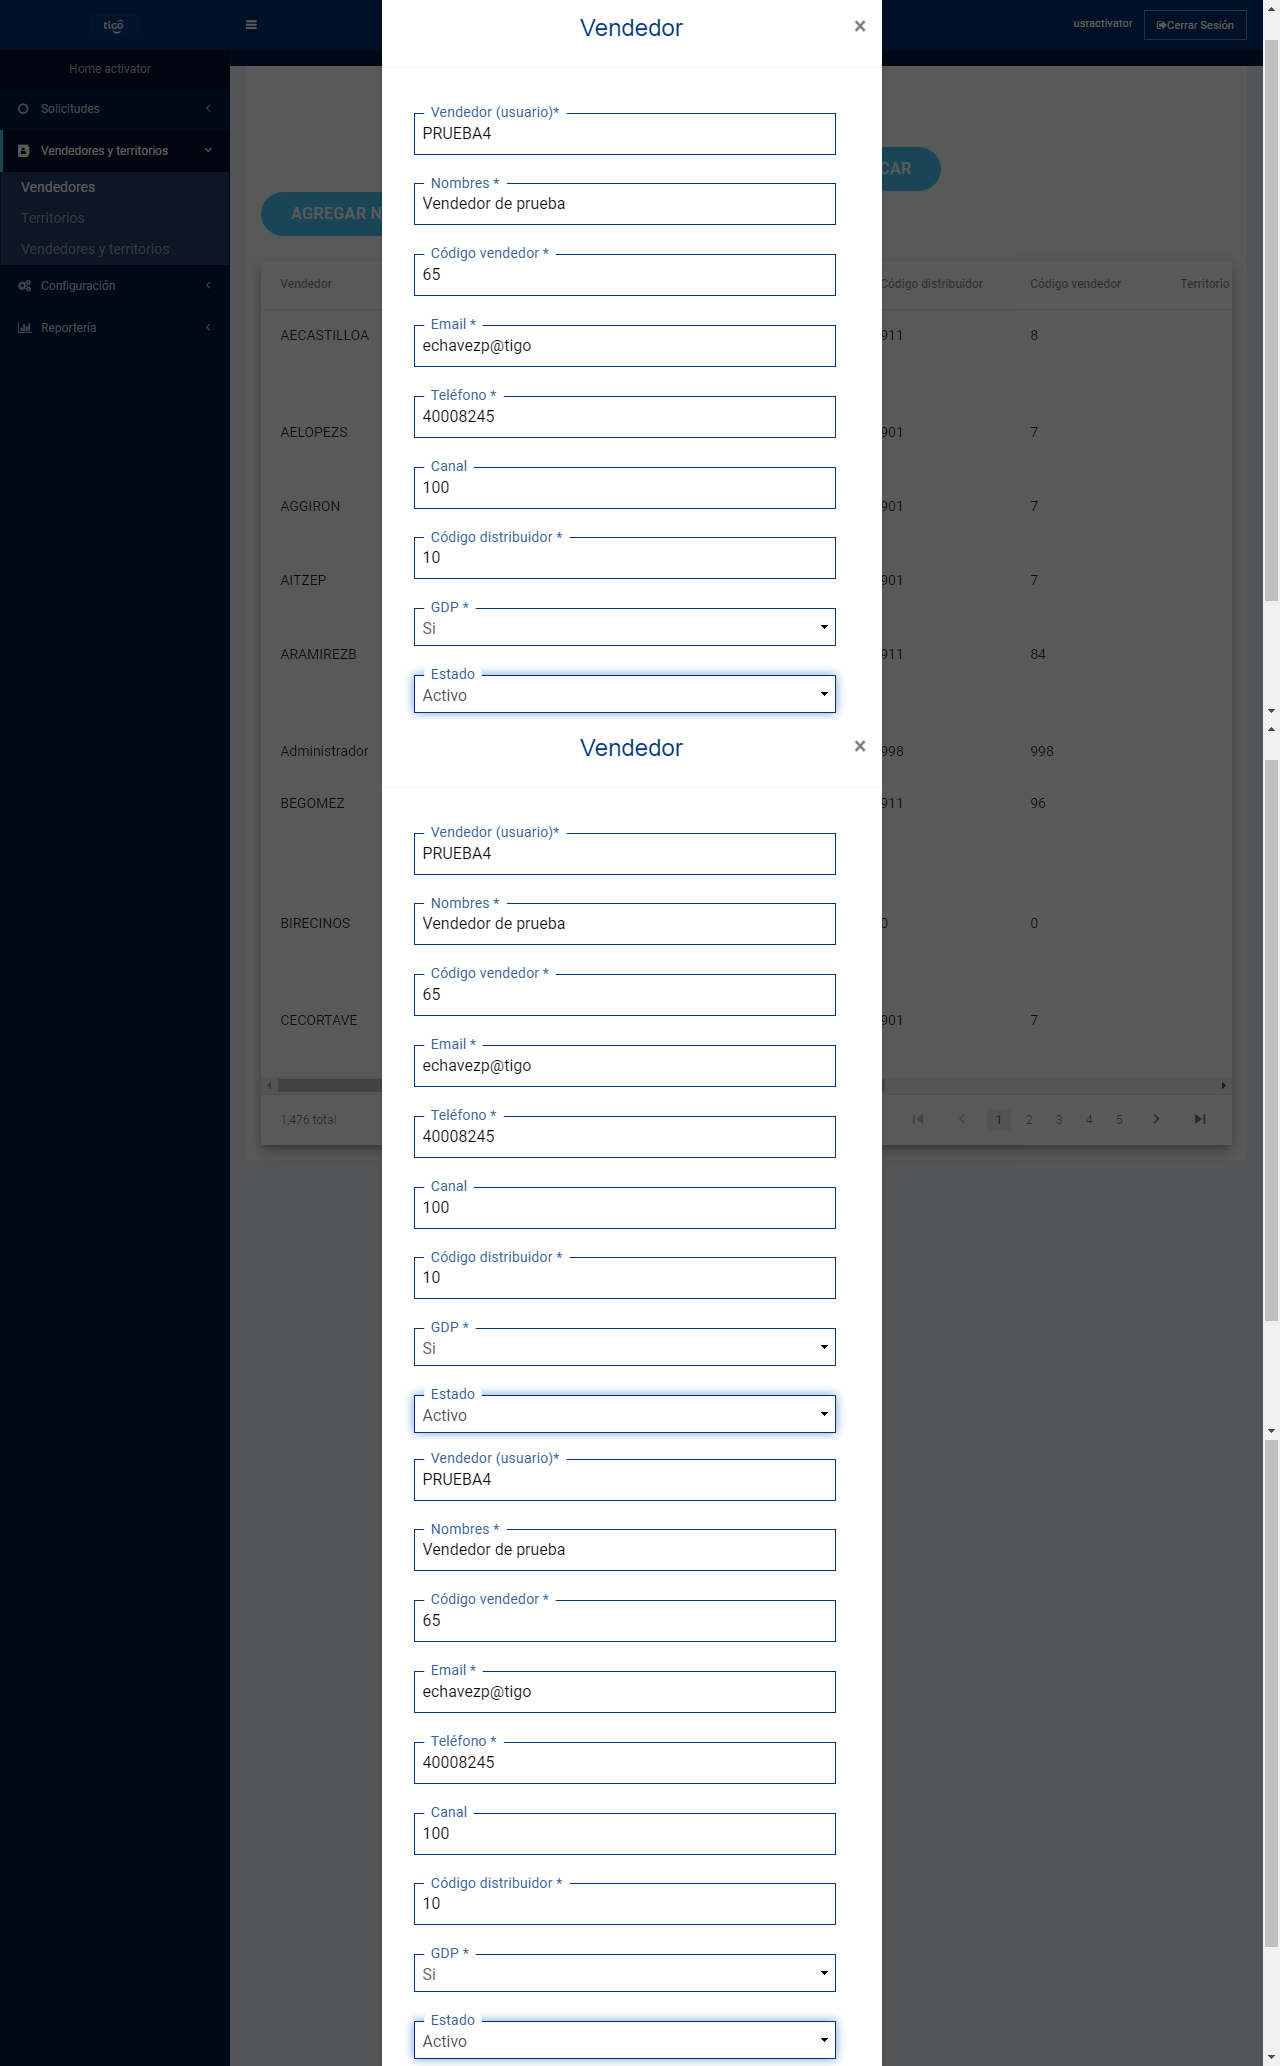 tigo
usractivator
Cerrar Sesión
Home activator
Solicitudes
Vendedores y territorios
Vendedores
Territorios
Vendedores y territorios
Configuración
Reportería
CAR
AGREGAR N
Vendedor
Código distribuidor
Código vendedor
Territorio
AECASTILLOA
911
8
AELOPEZS
901
7
AGGIRON
901
7
AITZEP
901
7
ARAMIREZB
911
84
Administrador
998
998
BEGOMEZ
911
96
BIRECINOS
0
0
CECORTAVE
901
7
1,476 total
1
2
3
4
5
Vendedor
×
Vendedor (usuario)*
PRUEBA4
Nombres *
Vendedor de prueba
Código vendedor *
65
Email *
echavezp@tigo
Teléfono *
40008245
Canal
100
Código distribuidor *
10
GDP *
Si
Estado
Activo
Vendedor
×
Vendedor (usuario)*
PRUEBA4
Nombres *
Vendedor de prueba
Código vendedor *
65
Email *
echavezp@tigo
Teléfono *
40008245
Canal
100
Código distribuidor *
10
GDP *
Si
Estado
Activo
Vendedor (usuario)*
PRUEBA4
Nombres *
Vendedor de prueba
Código vendedor *
65
Email *
echavezp@tigo
Teléfono *
40008245
Canal
100
Código distribuidor *
10
GDP *
Si
Estado
Activo